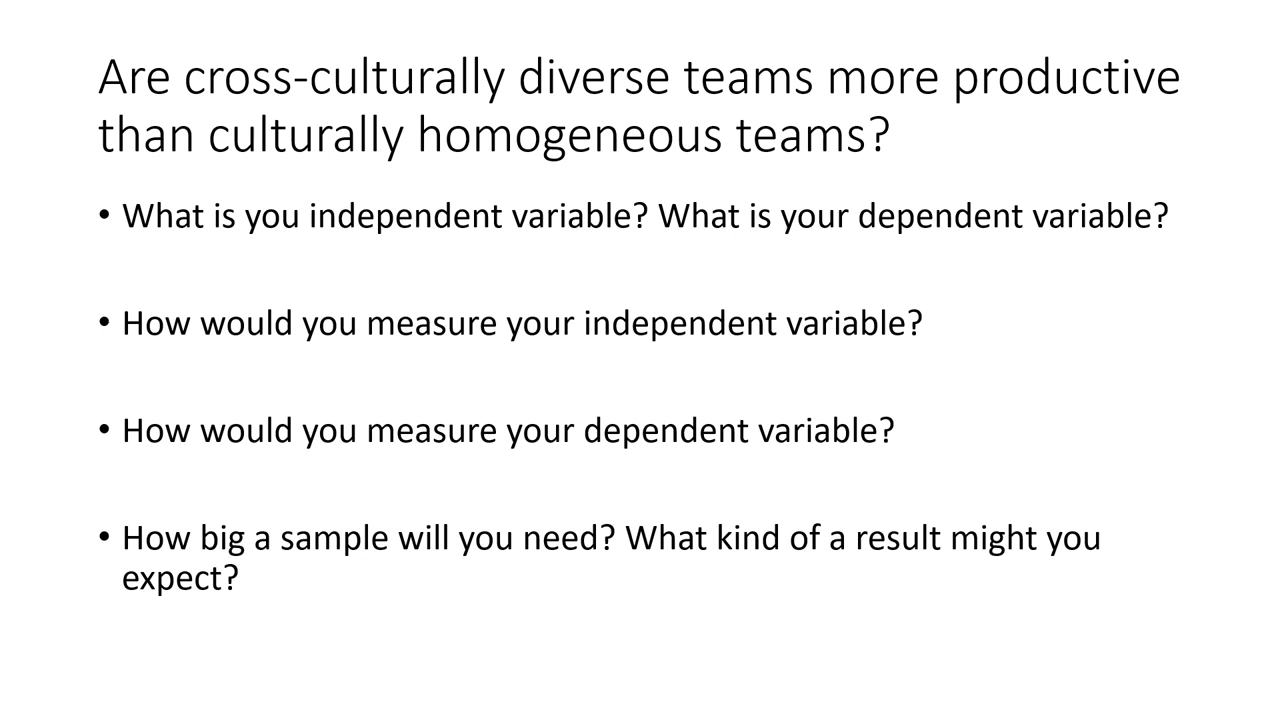 Are cross-culturally diverse teams more productive
than culturally homogeneous teams?
• What is you independent variable? What is your dependent variable?
• How would you measure your independent variable?
• How would you measure your dependent variable?
• How big a sample will you need? What kind of a result might you
expect?